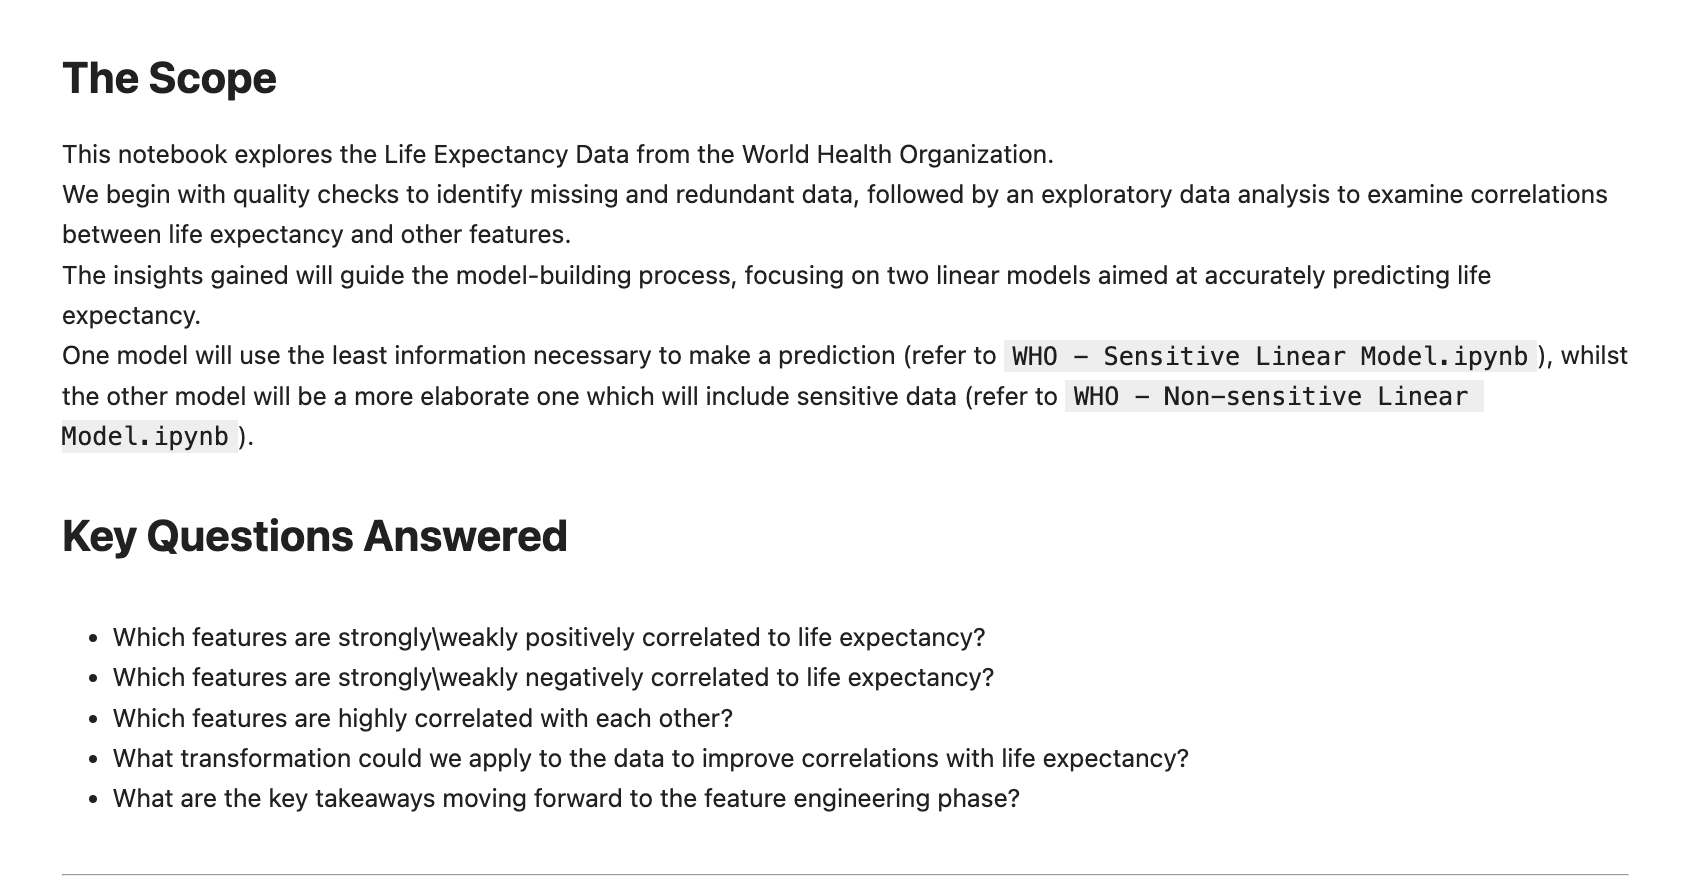 The Scope
This notebook explores the Life Expectancy Data from the World Health Organization.
We begin with quality checks to identify missing and redundant data, followed by an exploratory data analysis to examine correlations
between life expectancy and other features.
The insights gained will guide the model-building process, focusing on two linear models aimed at accurately predicting life
expectancy.
One model will use the least information necessary to make a prediction (refer to WHO - Sensitive Linear Model.ipynb), whilst
the other model will be a more elaborate one which will include sensitive data (refer to WHO - Non-sensitive Linear
Model.ipynb).
Key Questions Answered
• Which features are strongly\weakly positively correlated to life expectancy?
• Which features are strongly\weakly negatively correlated to life expectancy?
• Which features are highly correlated with each other?
• What transformation could we apply to the data to improve correlations with life expectancy?
• What are the key takeaways moving forward to the feature engineering phase?